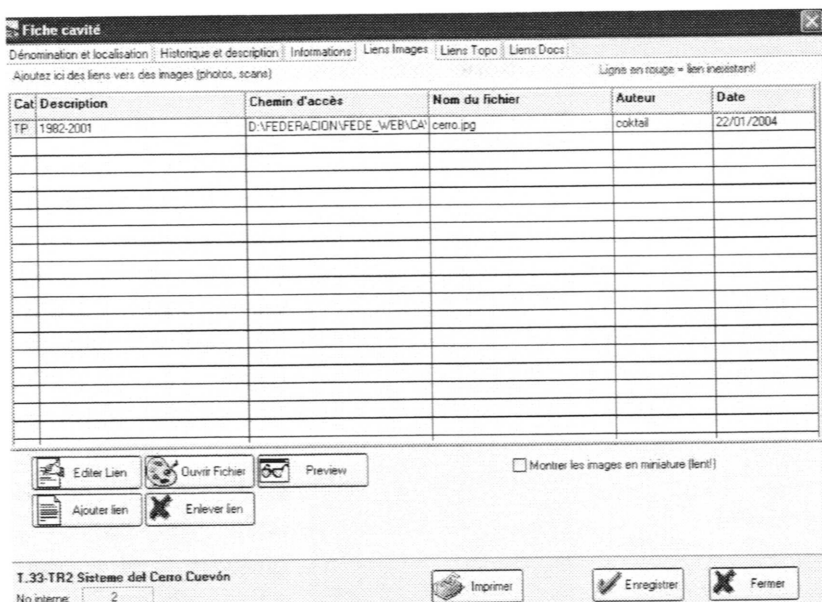 Fiche cavité
Dénomination et localisation Historique et description Informations Liens Images Liens Topo Liens Docs
Ajoutez ici des liens vers des images (photos, scans) Ligne en rouge = lien inexistant!
Cat Description Chemin d'accès Nom du fichier Auteur Date
TP 1982-2001 D:\FEDERACION\FEDE_WEB\CA\ cerro.jpg coktail 22/01/2004
Editer Lien Ouvrir Fichier Preview Montrer les images en miniature (lent!)
Ajouter lien Enlever lien
T.33-TR2 Sisteme del Cerro Cuevón
No interne: 2 Imprimer Enregistrer Fermer